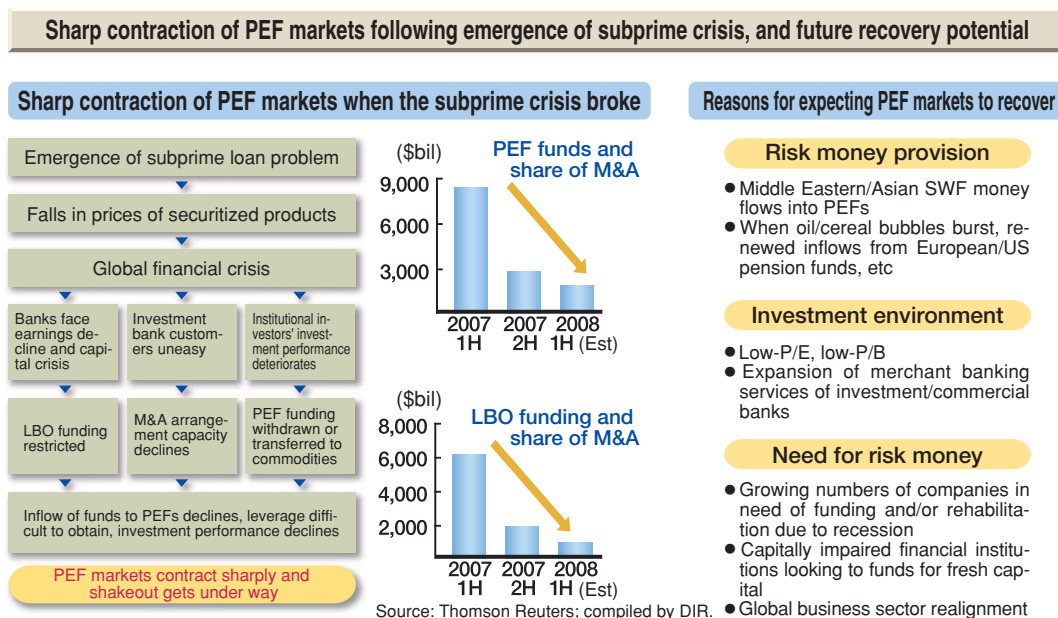 Sharp contraction of PEF markets following emergence of subprime crisis, and future recovery potential
Sharp contraction of PEF markets when the subprime crisis broke
Emergence of subprime loan problem
Falls in prices of securitized products
Global financial crisis
Banks face
earnings de-
cline and capi-
tal crisis
Investment
bank custom-
ers uneasy
Institutional in-
vestors' invest-
ment performance
deteriorates
LBO funding
restricted
M&A arrange-
ment capacity
declines
PEF funding
withdrawn or
transferred to
commodities
Inflow of funds to PEFs declines, leverage diffi-
cult to obtain, investment performance declines
PEF markets contract sharply and
shakeout gets under way
($bil)
PEF funds and
share of M&A
9,000
6,000
3,000
2007 2007 2008
1H 2H 1H (Est)
($bil)
LBO funding and
share of M&A
8,000
6,000
4,000
2,000
2007 2007 2008
1H 2H 1H (Est)
Source: Thomson Reuters; compiled by DIR.
Reasons for expecting PEF markets to recover
Risk money provision
● Middle Eastern/Asian SWF money
flows into PEFs
● When oil/cereal bubbles burst, re-
newed inflows from European/US
pension funds, etc
Investment environment
● Low-P/E, low-P/B
● Expansion of merchant banking
services of investment/commercial
banks
Need for risk money
● Growing numbers of companies in
need of funding and/or rehabilita-
tion due to recession
● Capitally impaired financial institu-
tions looking to funds for fresh cap-
ital
● Global business sector realignment